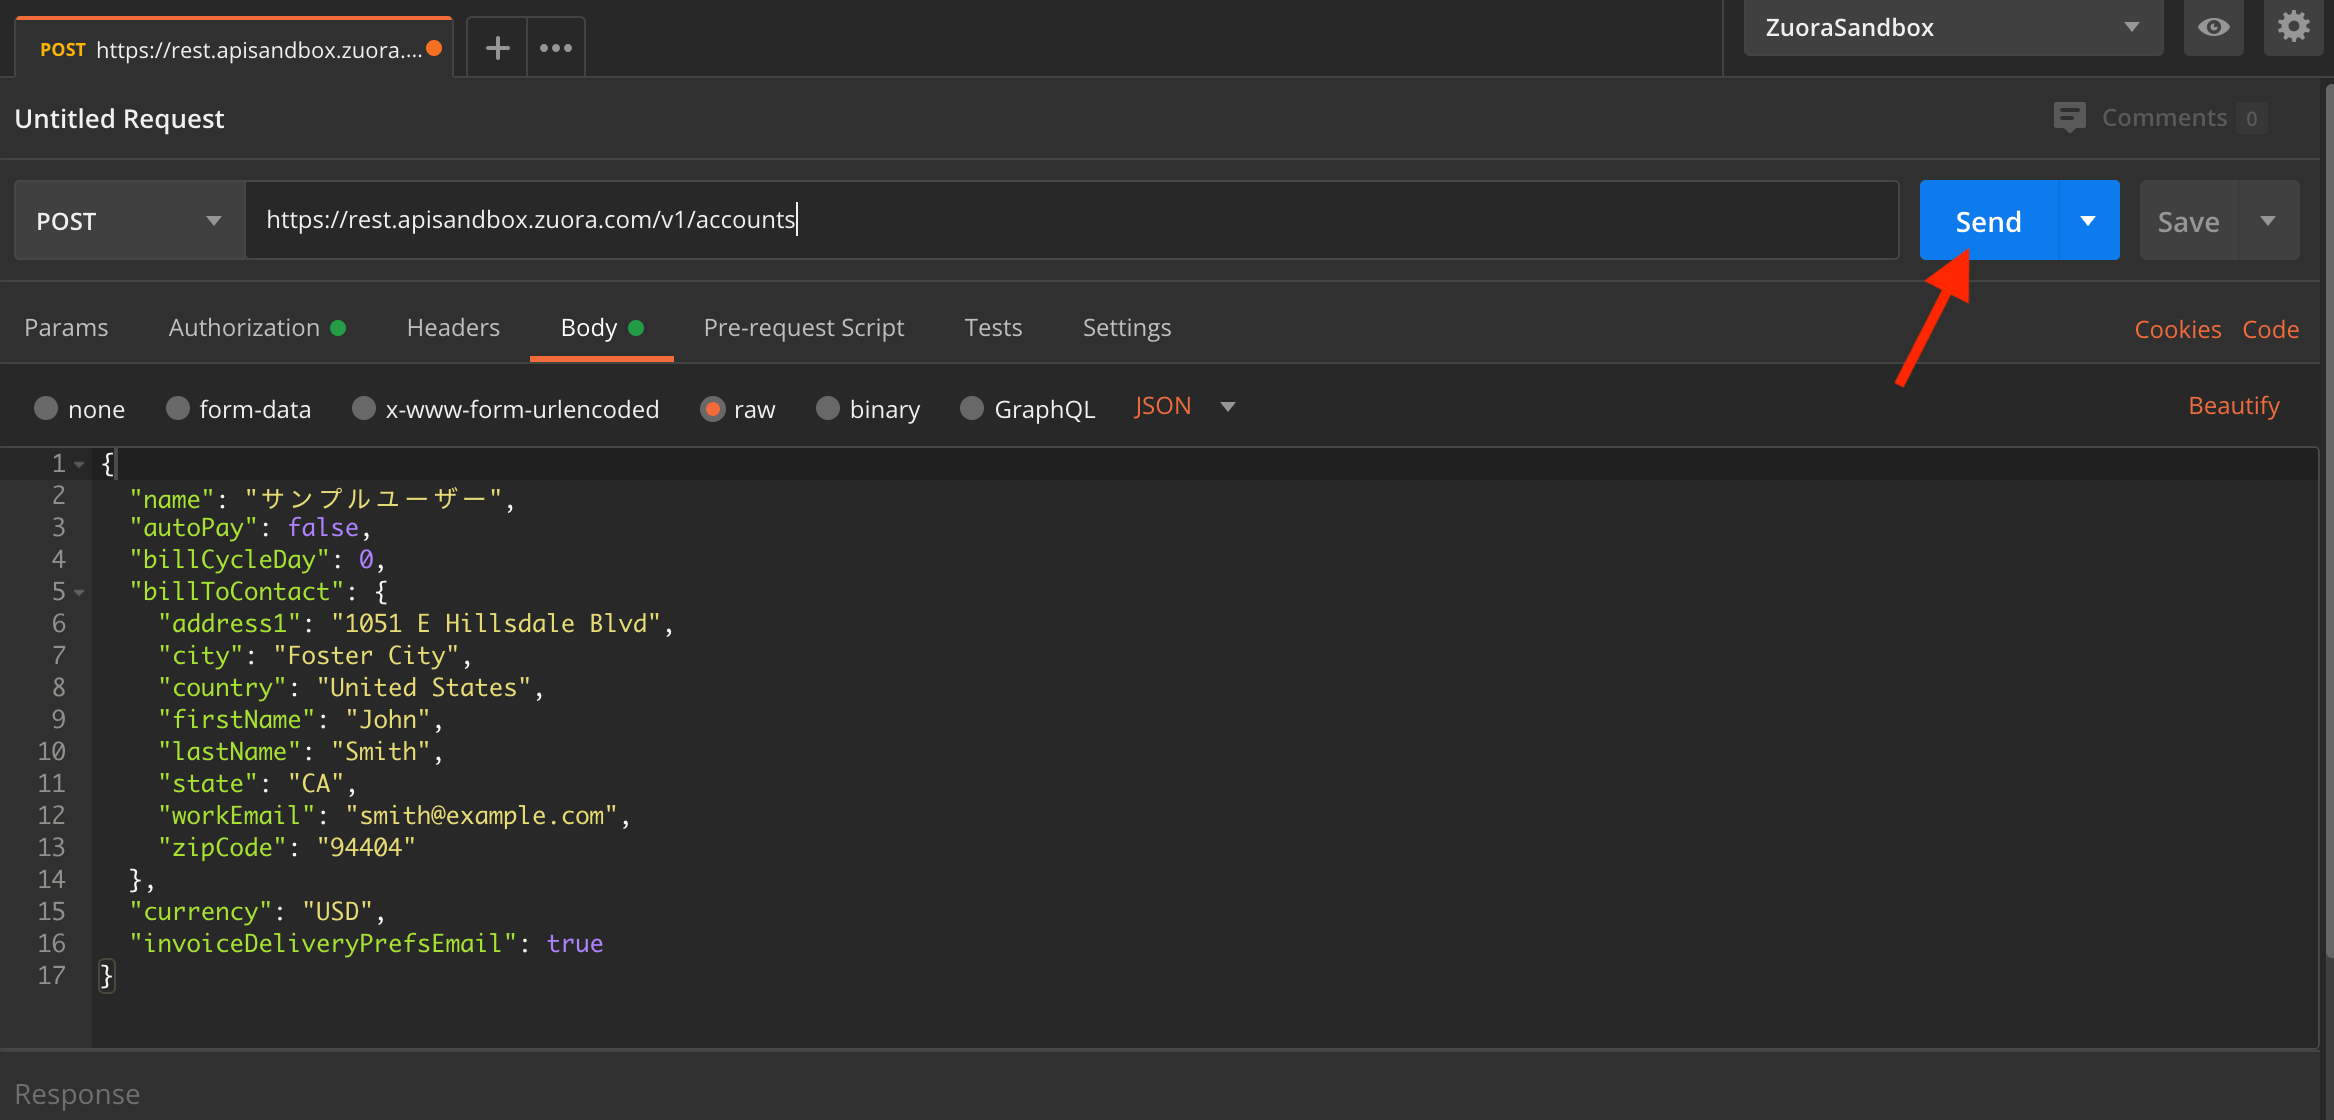 POST https://rest.apisandbox.zuora.... ZuoraSandbox
Untitled Request Comments 0
POST https://rest.apisandbox.zuora.com/v1/accounts Send Save
Params Authorization Headers Body Pre-request Script Tests Settings Cookies Code
none form-data x-www-form-urlencoded raw binary GraphQL JSON Beautify
1 {
2 "name": "サンプルユーザー",
3 "autoPay": false,
4 "billCycleDay": 0,
5 "billToContact": {
6 "address1": "1051 E Hillsdale Blvd",
7 "city": "Foster City",
8 "country": "United States",
9 "firstName": "John",
10 "lastName": "Smith",
11 "state": "CA",
12 "workEmail": "smith@example.com",
13 "zipCode": "94404"
14 },
15 "currency": "USD",
16 "invoiceDeliveryPrefsEmail": true
17 }
Response